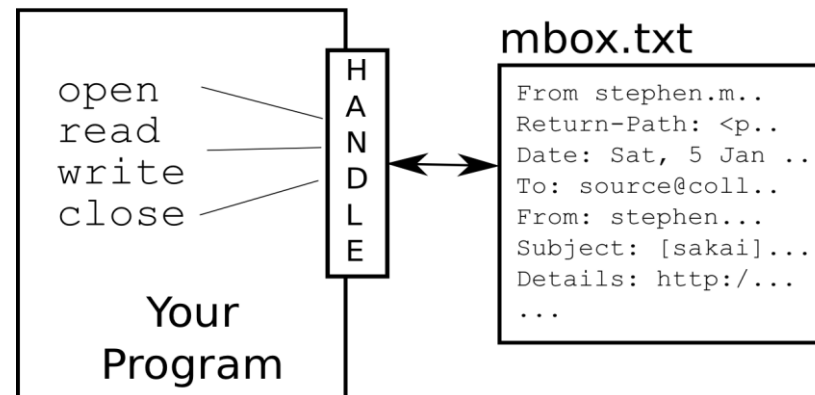 open
read
write
close
Your
Program
H
A
N
D
L
E
mbox.txt
From stephen.m..
Return-Path: <p..
Date: Sat, 5 Jan ..
To: source@coll..
From: stephen...
Subject: [sakai]...
Details: http:/...
...